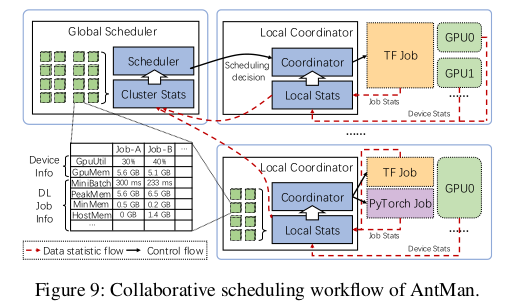 Global Scheduler
Scheduler
Cluster Stats
Scheduling
decision
Local Coordinator
Coordinator
Local Stats
TF Job
GPU0
GPU1
......
Job Stats
Device Stats
......
Job-A Job-B ...
Device
Info
GpuUtil 30% 40%
GpuMem 5.6 GB 5.1 GB
DL
Job
Info
MiniBatch 300 ms 233 ms
PeakMem 5.6 GB 6.5 GB
MinMem 0.5 GB 0.2 GB
HostMem 0 GB 1.4 GB
...
Local Coordinator
Coordinator
Local Stats
TF Job
PyTorch Job
GPU0
Job Stats
Device Stats
......
Data statistic flow Control flow
Figure 9: Collaborative scheduling workflow of AntMan.